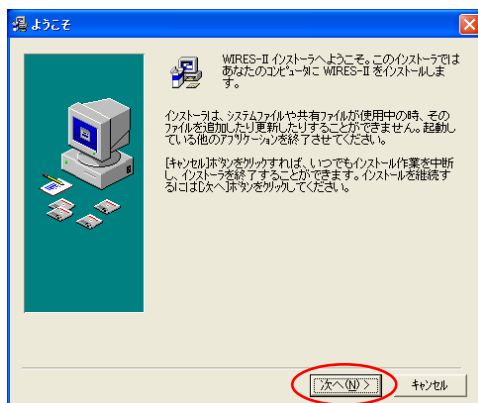 ようこそ
WIRES-II インストーラへようこそ。このインストーラでは
あなたのコンピュータに WIRES-II をインストールしま
す。
インストーラは、システムファイルや共有ファイルが使用中の時、その
ファイルを追加したり更新したりすることができません。起動し
ている他のアプリケーションを終了させてください。
[キャンセル]ボタンをクリックすれば、いつでもインストール作業を中断
し、インストーラを終了することができます。インストールを継続す
るには[次へ]ボタンをクリックしてください。
次へ(N) >
キャンセル